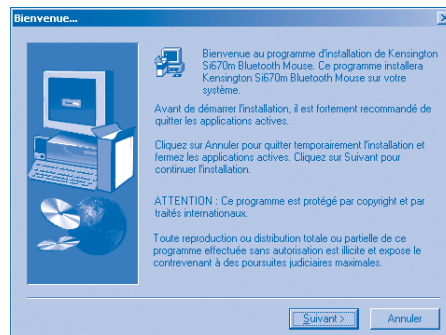 Bienvenue...
Bienvenue au programme d'installation de Kensington
Si670m Bluetooth Mouse. Ce programme installera
Kensington Si670m Bluetooth Mouse sur votre
système.
Avant de démarrer l'installation, il est fortement recommandé de
quitter les applications actives.
Cliquez sur Annuler pour quitter temporairement l'installation et
fermez les applications actives. Cliquez sur Suivant pour
continuer l'installation.
ATTENTION : Ce programme est protégé par copyright et par
traités internationaux.
Toute reproduction ou distribution totale ou partielle de ce
programme effectuée sans autorisation est illicite et expose le
contrevenant à des poursuites judiciaires maximales.
Suivant >
Annuler